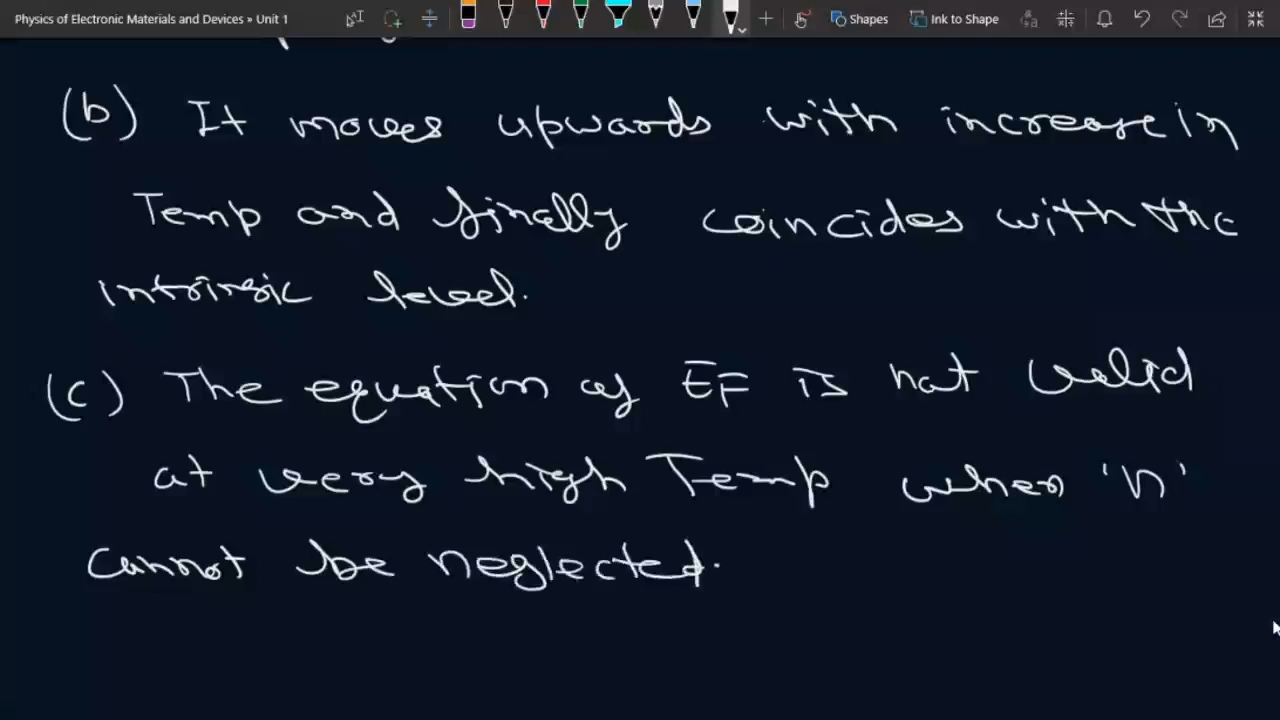 Physics of Electronic Materials and Devices » Unit 1
Shapes
Ink to Shape
(b) It moves upwards with increase in
Temp and finally coincides with the
intrinsic level.
(c) The equation of EF is not valid
at very high Temp when 'n'
cannot be neglected.